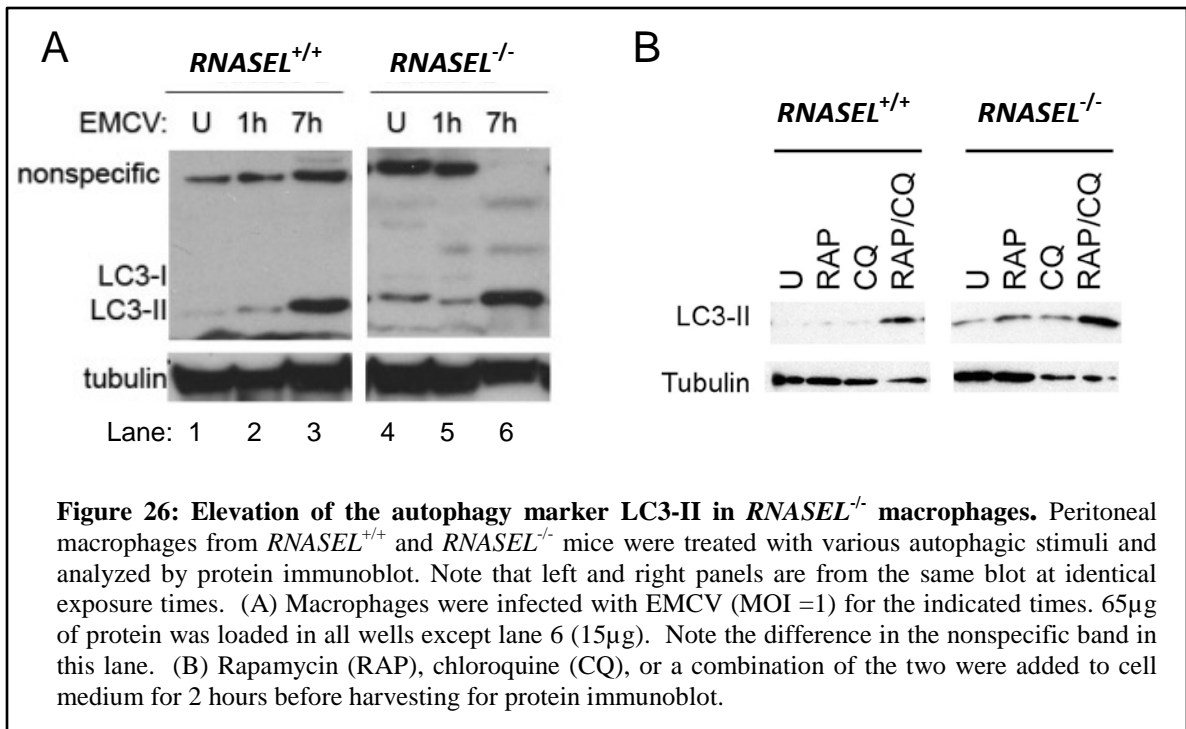 A
B
RNASEL+/+ RNASEL-/-
RNASEL+/+ RNASEL-/-
EMCV: U 1h 7h U 1h 7h
U RAP CQ RAP/CQ U RAP CQ RAP/CQ
nonspecific
LC3-I
LC3-II
LC3-II
tubulin
Tubulin
Lane: 1 2 3 4 5 6
Figure 26: Elevation of the autophagy marker LC3-II in RNASEL-/- macrophages. Peritoneal
macrophages from RNASEL+/+ and RNASEL-/- mice were treated with various autophagic stimuli and
analyzed by protein immunoblot. Note that left and right panels are from the same blot at identical
exposure times. (A) Macrophages were infected with EMCV (MOI =1) for the indicated times. 65µg
of protein was loaded in all wells except lane 6 (15µg). Note the difference in the nonspecific band in
this lane. (B) Rapamycin (RAP), chloroquine (CQ), or a combination of the two were added to cell
medium for 2 hours before harvesting for protein immunoblot.